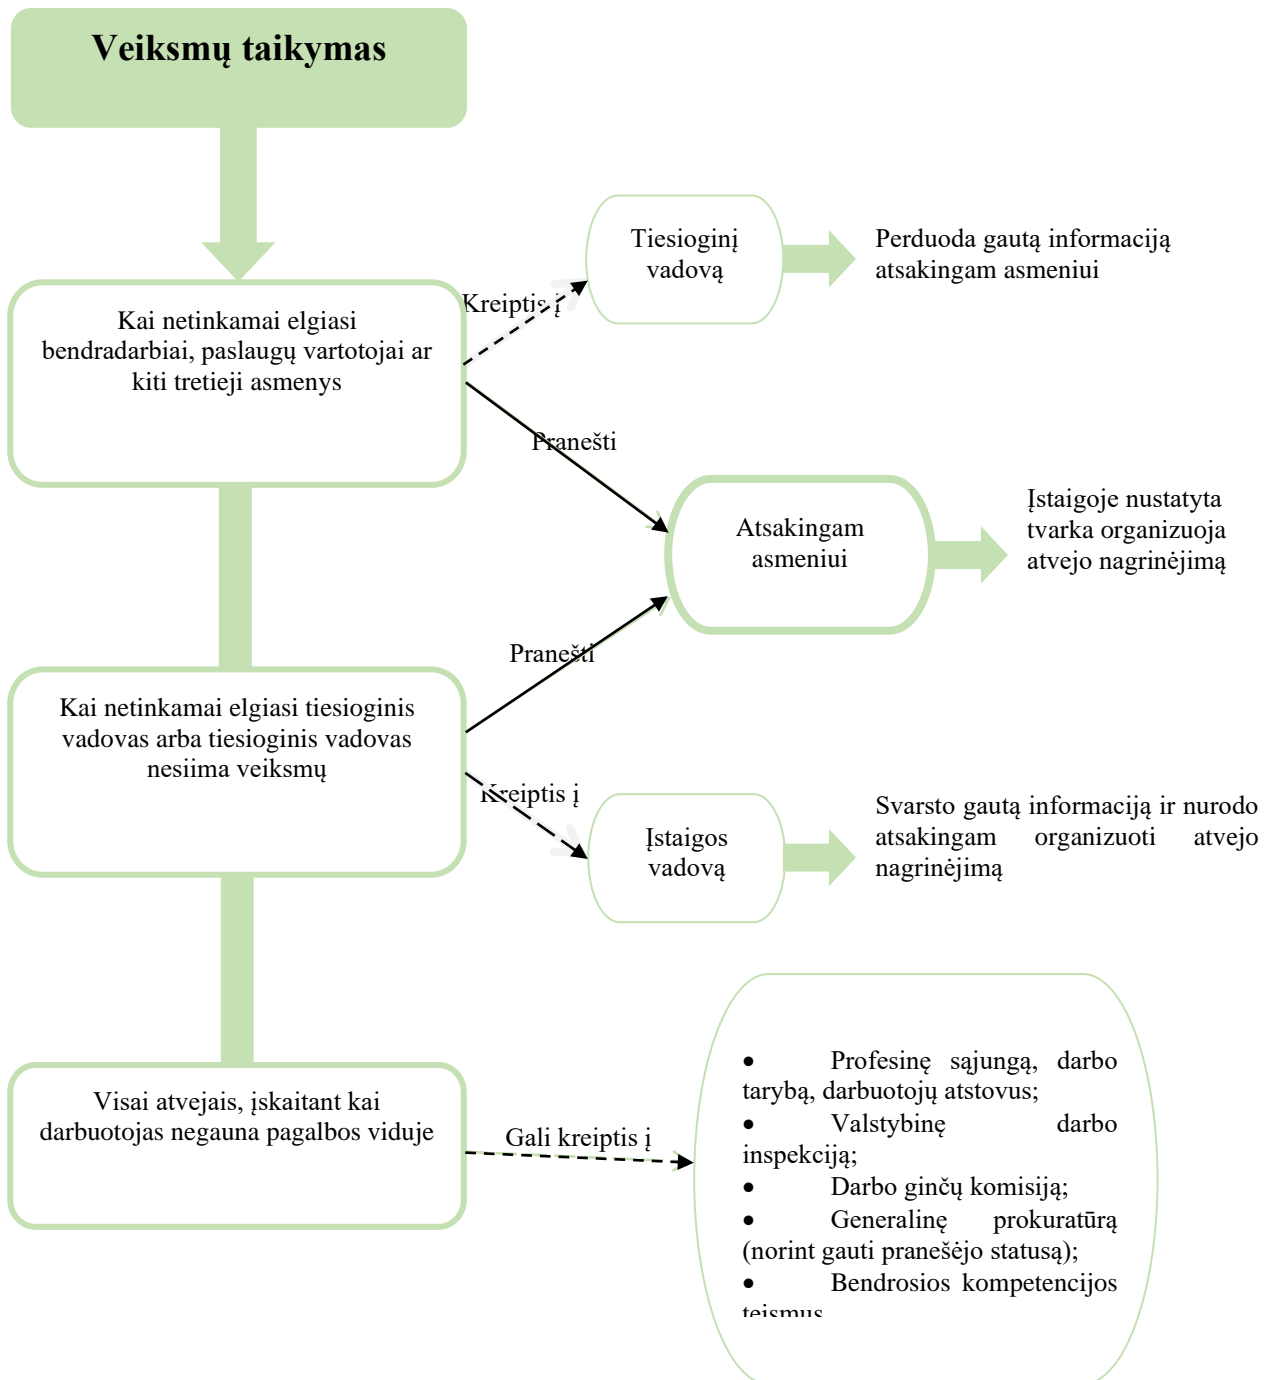 Veiksmų taikymas
Tiesioginį
vadovą
Perduoda gautą informaciją
atsakingam asmeniui
Kreiptis į
Kai netinkamai elgiasi
bendradarbiai, paslaugų vartotojai ar
kiti tretieji asmenys
Pranešti
Atsakingam
asmeniui
Įstaigoje nustatyta
tvarka organizuoja
atvejo nagrinėjimą
Pranešti
Kai netinkamai elgiasi tiesioginis
vadovas arba tiesioginis vadovas
nesiima veiksmų
Kreiptis į
Įstaigos
vadovą
Svarsto gautą informaciją ir nurodo
atsakingam organizuoti atvejo
nagrinėjimą
Visai atvejais, įskaitant kai
darbuotojas negauna pagalbos viduje
Gali kreiptis į
• Profesinę sąjungą, darbo
tarybą, darbuotojų atstovus;
• Valstybinę darbo
inspekciją;
• Darbo ginčų komisiją;
• Generalinę prokuratūrą
(norint gauti pranešėjo statusą);
• Bendrosios kompetencijos
teismus